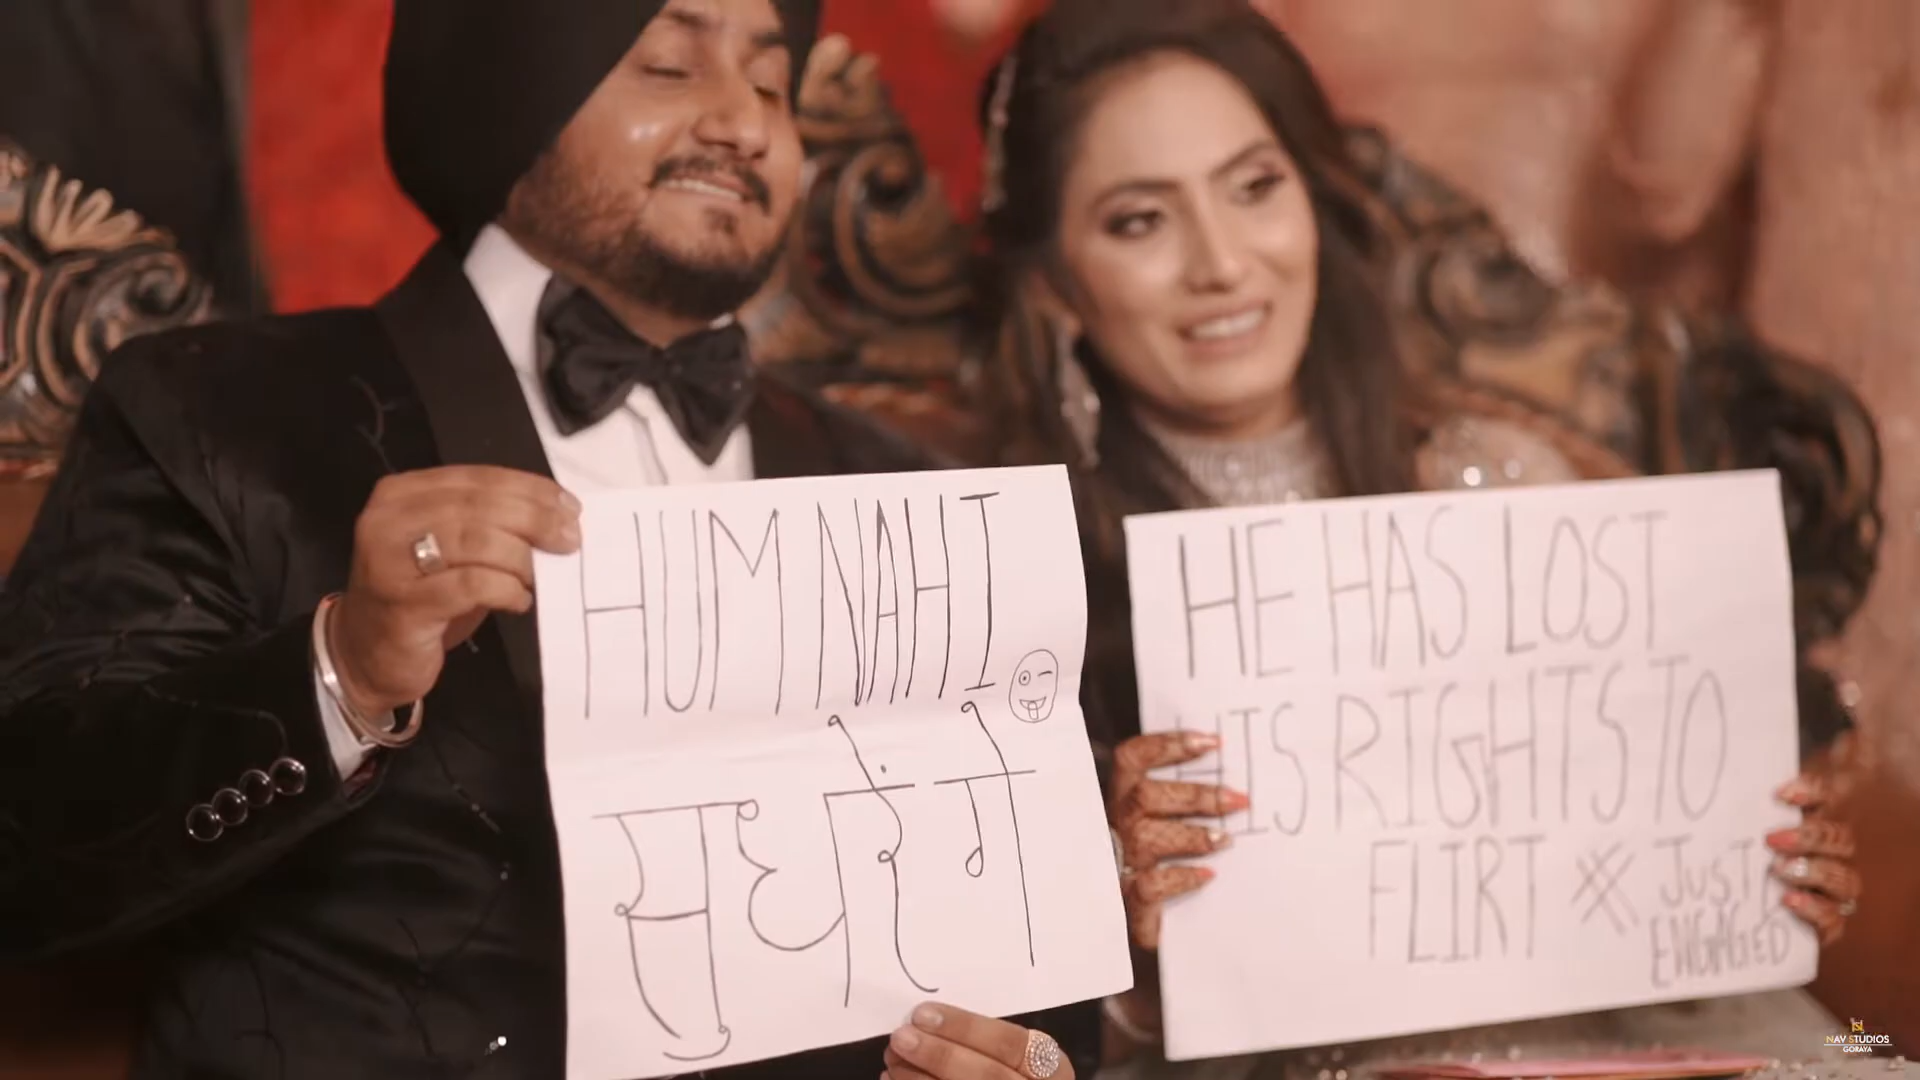 HUM NAHI
सुधरेंगे
HE HAS LOST
HIS RIGHTS TO
FLIRT # JUST
ENGAGED
NAV STUDIOS
GORAYA